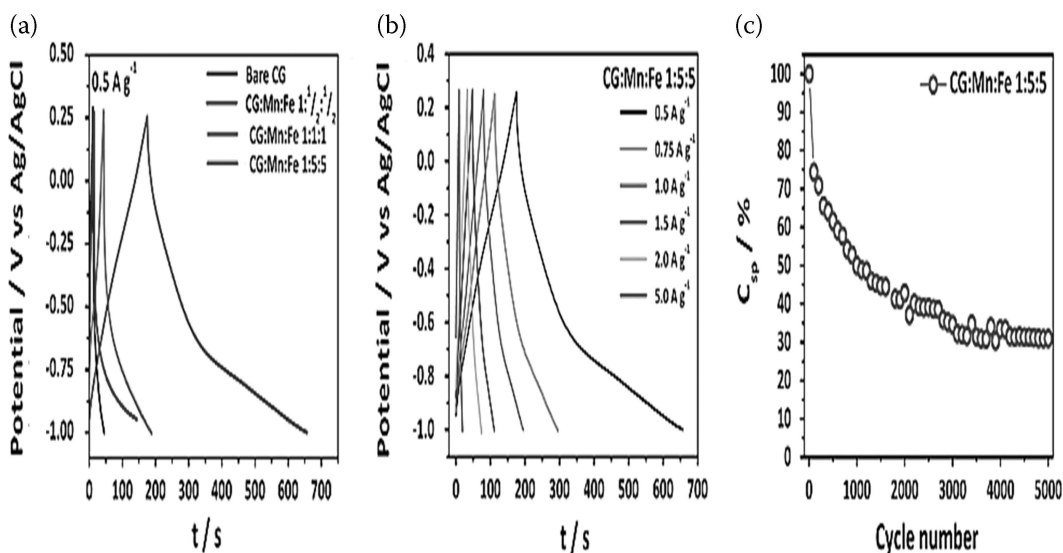 (a)
Potential / V vs Ag/AgCl
0.50
0.25
0.00
-0.25
-0.50
-0.75
-1.00
0.5 A g⁻¹
Bare CG
CG:Mn:Fe 1:¹/₂:¹/₂
CG:Mn:Fe 1:1:1
CG:Mn:Fe 1:5:5
0 100 200 300 400 500 600 700
t / s
(b)
Potential / V vs Ag/AgCl
0.4
0.2
0.0
-0.2
-0.4
-0.6
-0.8
-1.0
CG:Mn:Fe 1:5:5
0.5 A g⁻¹
0.75 A g⁻¹
1.0 A g⁻¹
1.5 A g⁻¹
2.0 A g⁻¹
5.0 A g⁻¹
0 100 200 300 400 500 600 700
t / s
(c)
C_sp / %
100
90
80
70
60
50
40
30
20
10
0
CG:Mn:Fe 1:5:5
0 1000 2000 3000 4000 5000
Cycle number